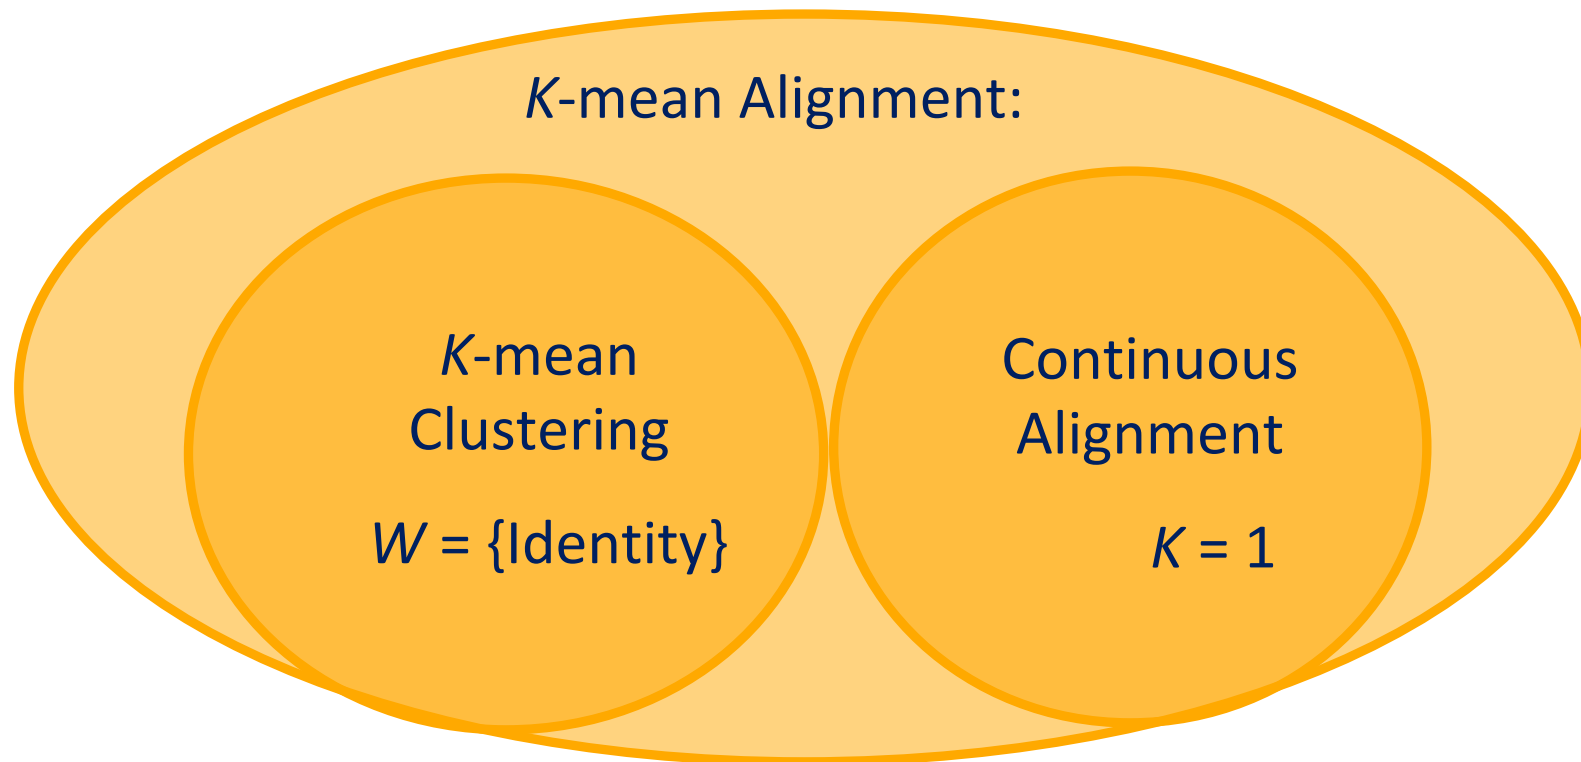 K-mean Alignment:
K-mean
Clustering
W = {Identity}
Continuous
Alignment
K = 1